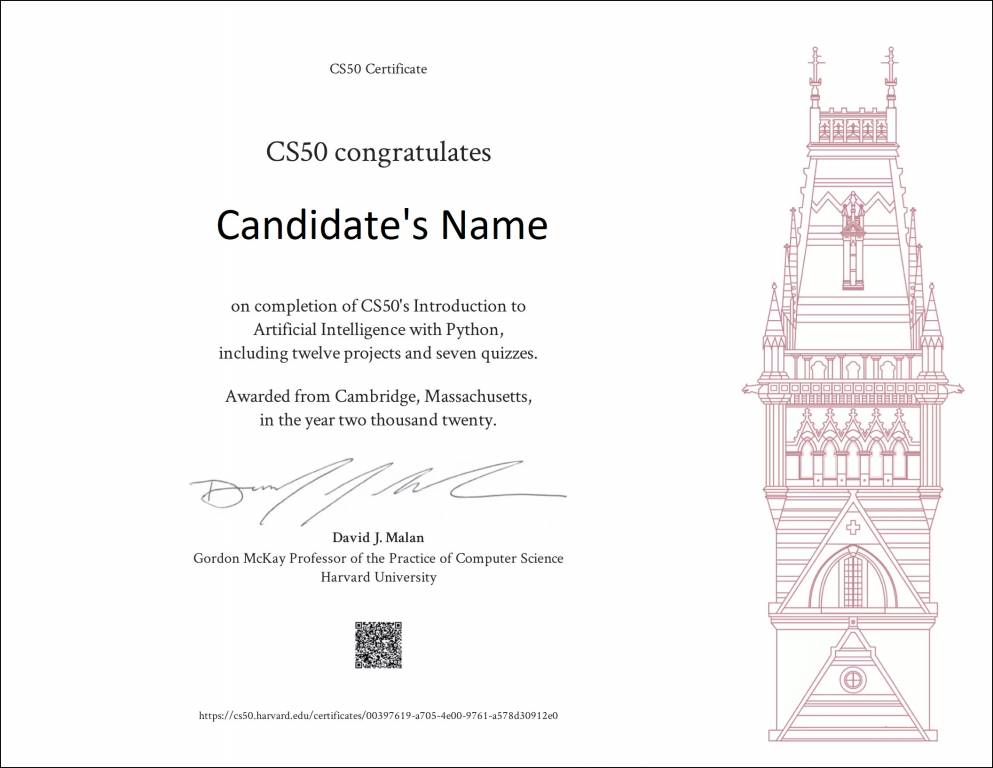 CS50 Certificate
CS50 congratulates
Candidate's Name
on completion of CS50's Introduction to
Artificial Intelligence with Python,
including twelve projects and seven quizzes.
Awarded from Cambridge, Massachusetts,
in the year two thousand twenty.
David J. Malan
Gordon McKay Professor of the Practice of Computer Science
Harvard University
https://cs50.harvard.edu/certificates/00397619-a705-4e00-9761-a578d30912e0